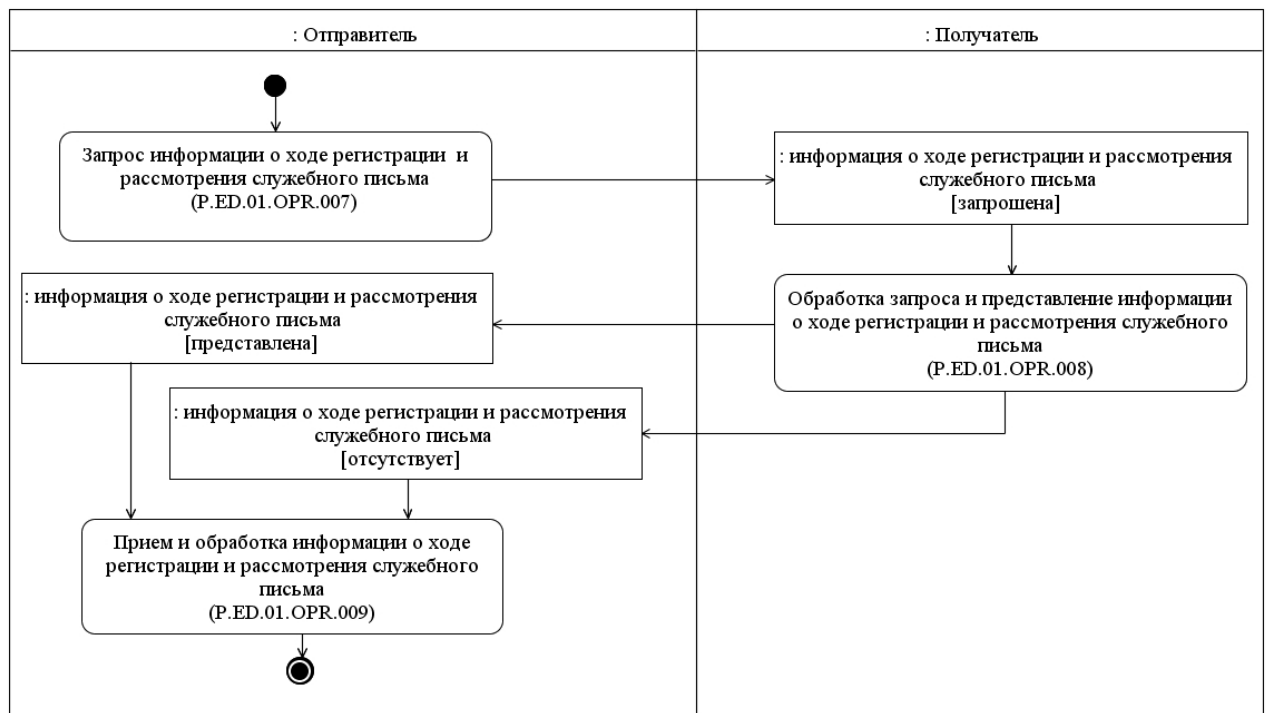 : Отправитель
: Получатель
Запрос информации о ходе регистрации и
рассмотрения служебного письма
(P.ED.01.OPR.007)
: информация о ходе регистрации и рассмотрения
служебного письма
[запрошена]
: информация о ходе регистрации и рассмотрения
служебного письма
[представлена]
Обработка запроса и представление информации
о ходе регистрации и рассмотрения служебного
письма
(P.ED.01.OPR.008)
: информация о ходе регистрации и рассмотрения
служебного письма
[отсутствует]
Прием и обработка информации о ходе
регистрации и рассмотрения служебного
письма
(P.ED.01.OPR.009)